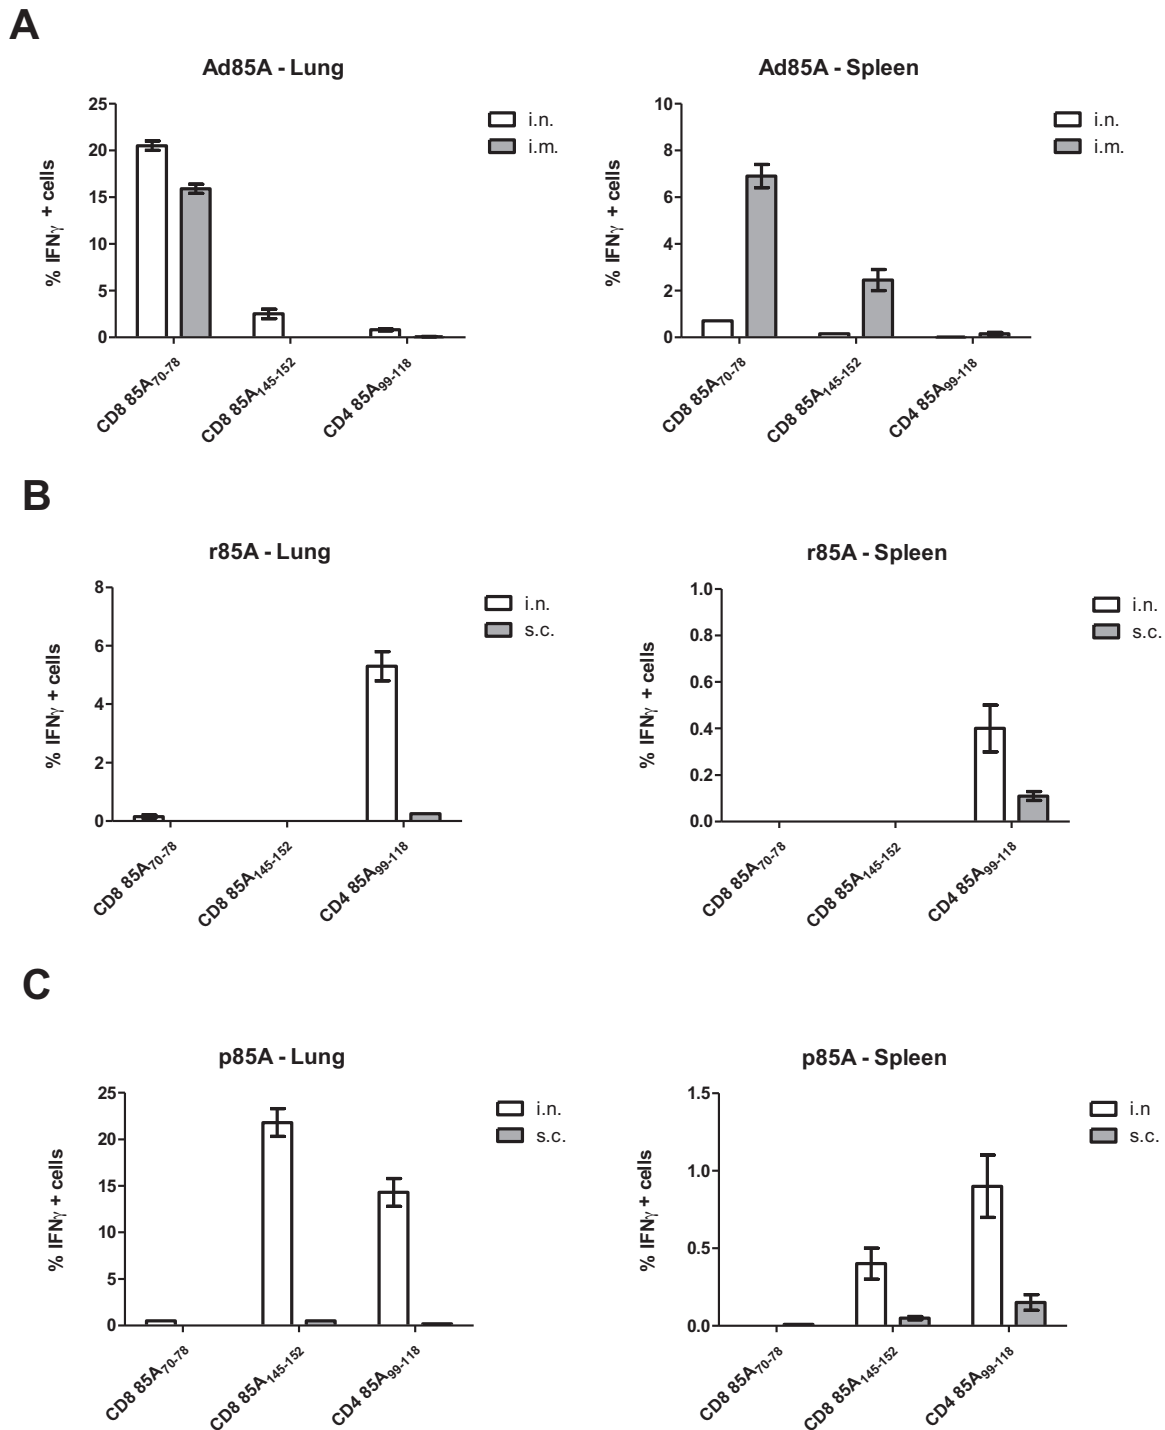 A
Ad85A - Lung
25
20
15
10
5
0
% IFNγ + cells
i.n.
i.m.
CD8 85A70-78
CD8 85A145-152
CD4 85A99-118
Ad85A - Spleen
10
8
6
4
2
0
% IFNγ + cells
i.n.
i.m.
CD8 85A70-78
CD8 85A145-152
CD4 85A99-118
B
r85A - Lung
8
6
4
2
0
% IFNγ + cells
i.n.
s.c.
CD8 85A70-78
CD8 85A145-152
CD4 85A99-118
r85A - Spleen
1.0
0.8
0.6
0.4
0.2
0.0
% IFNγ + cells
i.n.
s.c.
CD8 85A70-78
CD8 85A145-152
CD4 85A99-118
C
p85A - Lung
25
20
15
10
5
0
% IFNγ + cells
i.n.
s.c.
CD8 85A70-78
CD8 85A145-152
CD4 85A99-118
p85A - Spleen
1.5
1.0
0.5
0.0
% IFNγ + cells
i.n
s.c.
CD8 85A70-78
CD8 85A145-152
CD4 85A99-118